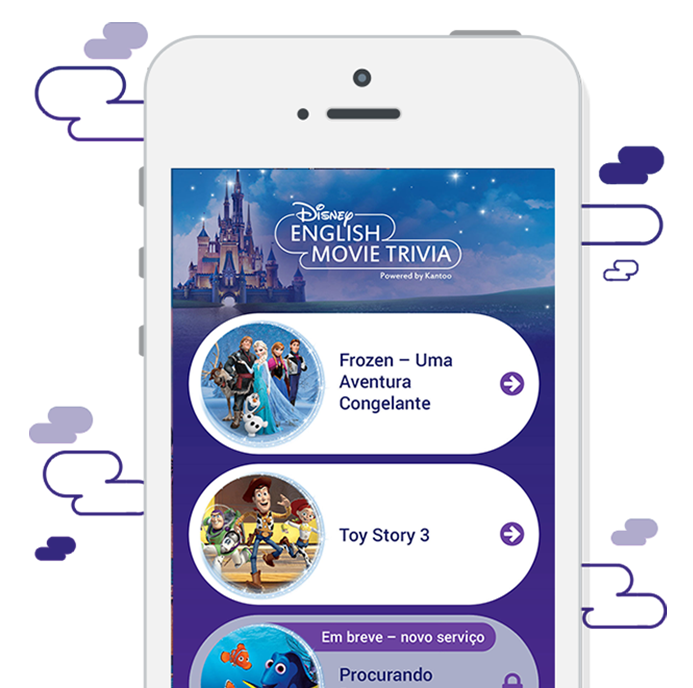 Disney
ENGLISH
MOVIE TRIVIA
Powered by Kantoo
Frozen – Uma
Aventura
Congelante
Toy Story 3
Em breve – novo serviço
Procurando